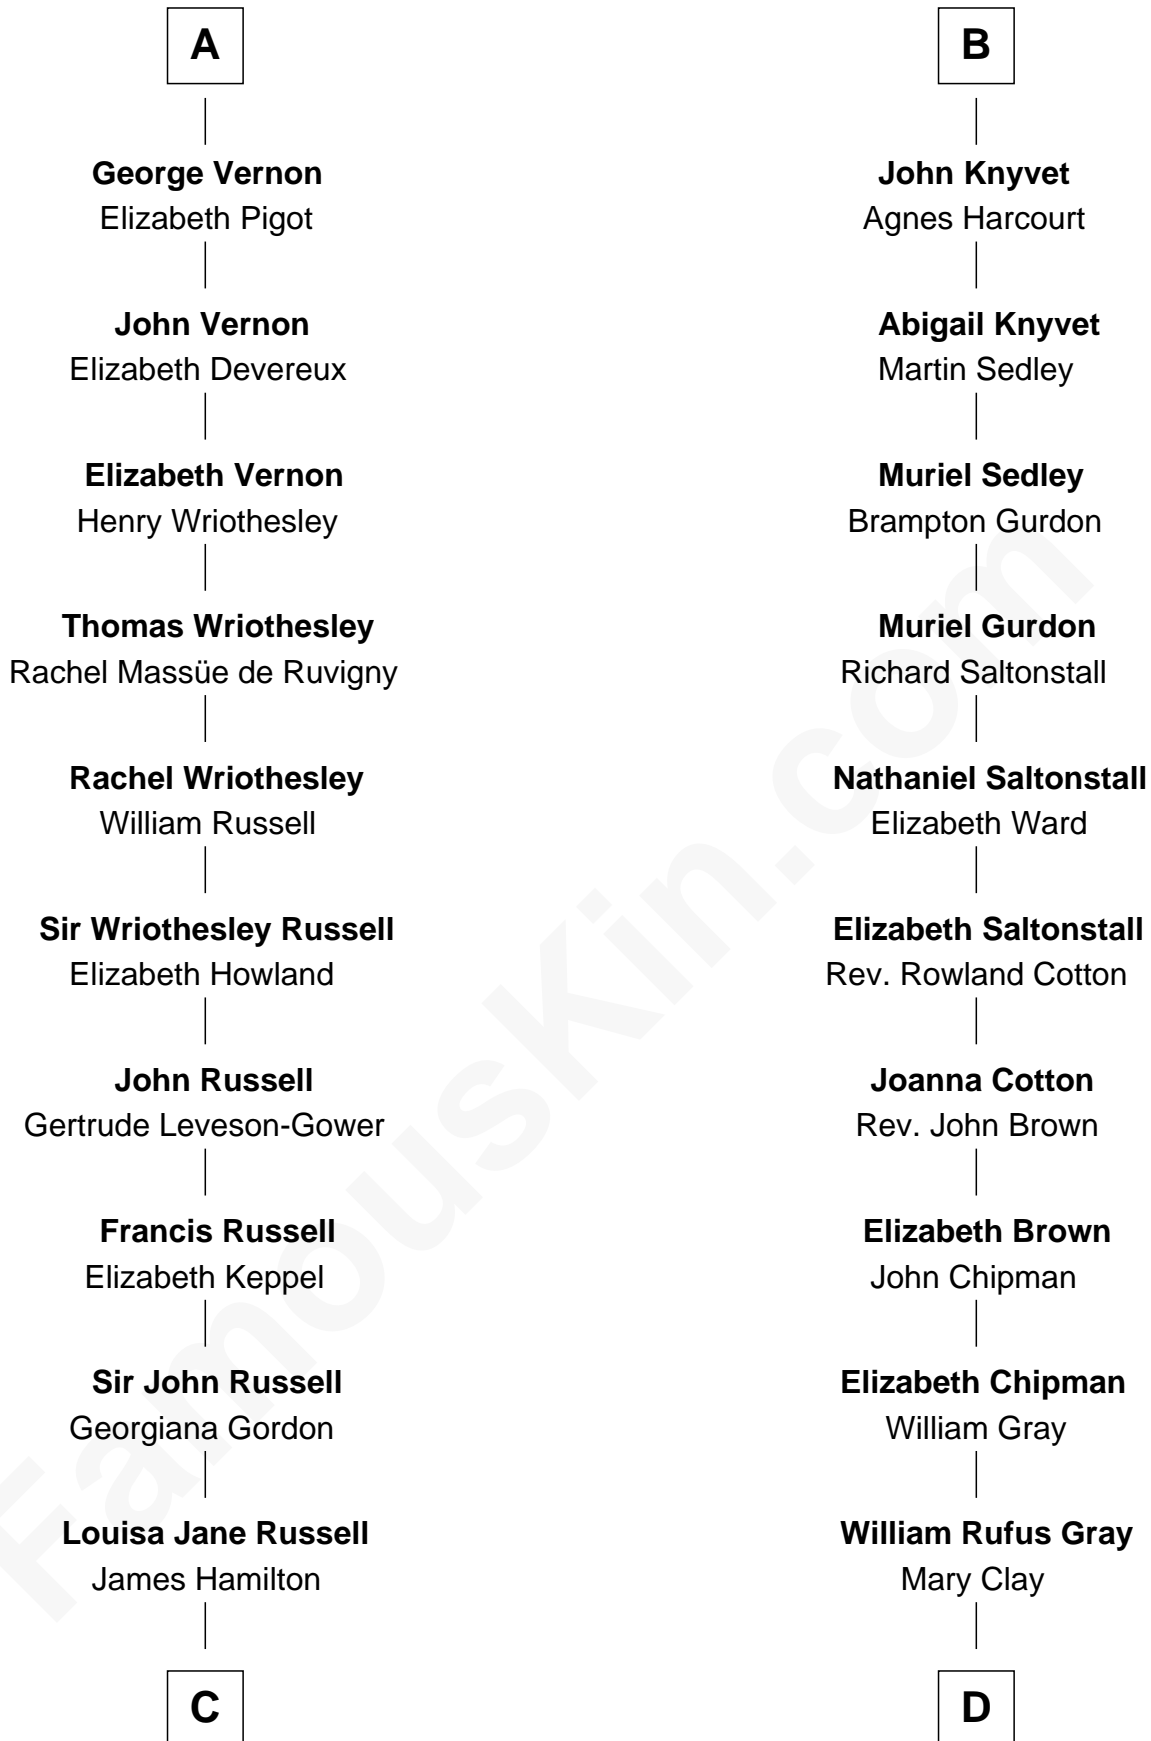 A
George Vernon
Elizabeth Pigot
John Vernon
Elizabeth Devereux
Elizabeth Vernon
Henry Wriothesley
Thomas Wriothesley
Rachel Massüe de Ruvigny
Rachel Wriothesley
William Russell
Sir Wriothesley Russell
Elizabeth Howland
John Russell
Gertrude Leveson-Gower
Francis Russell
Elizabeth Keppel
Sir John Russell
Georgiana Gordon
Louisa Jane Russell
James Hamilton
C
B
John Knyvet
Agnes Harcourt
Abigail Knyvet
Martin Sedley
Muriel Sedley
Brampton Gurdon
Muriel Gurdon
Richard Saltonstall
Nathaniel Saltonstall
Elizabeth Ward
Elizabeth Saltonstall
Rev. Rowland Cotton
Joanna Cotton
Rev. John Brown
Elizabeth Brown
John Chipman
Elizabeth Chipman
William Gray
William Rufus Gray
Mary Clay
D
FamousKin.com